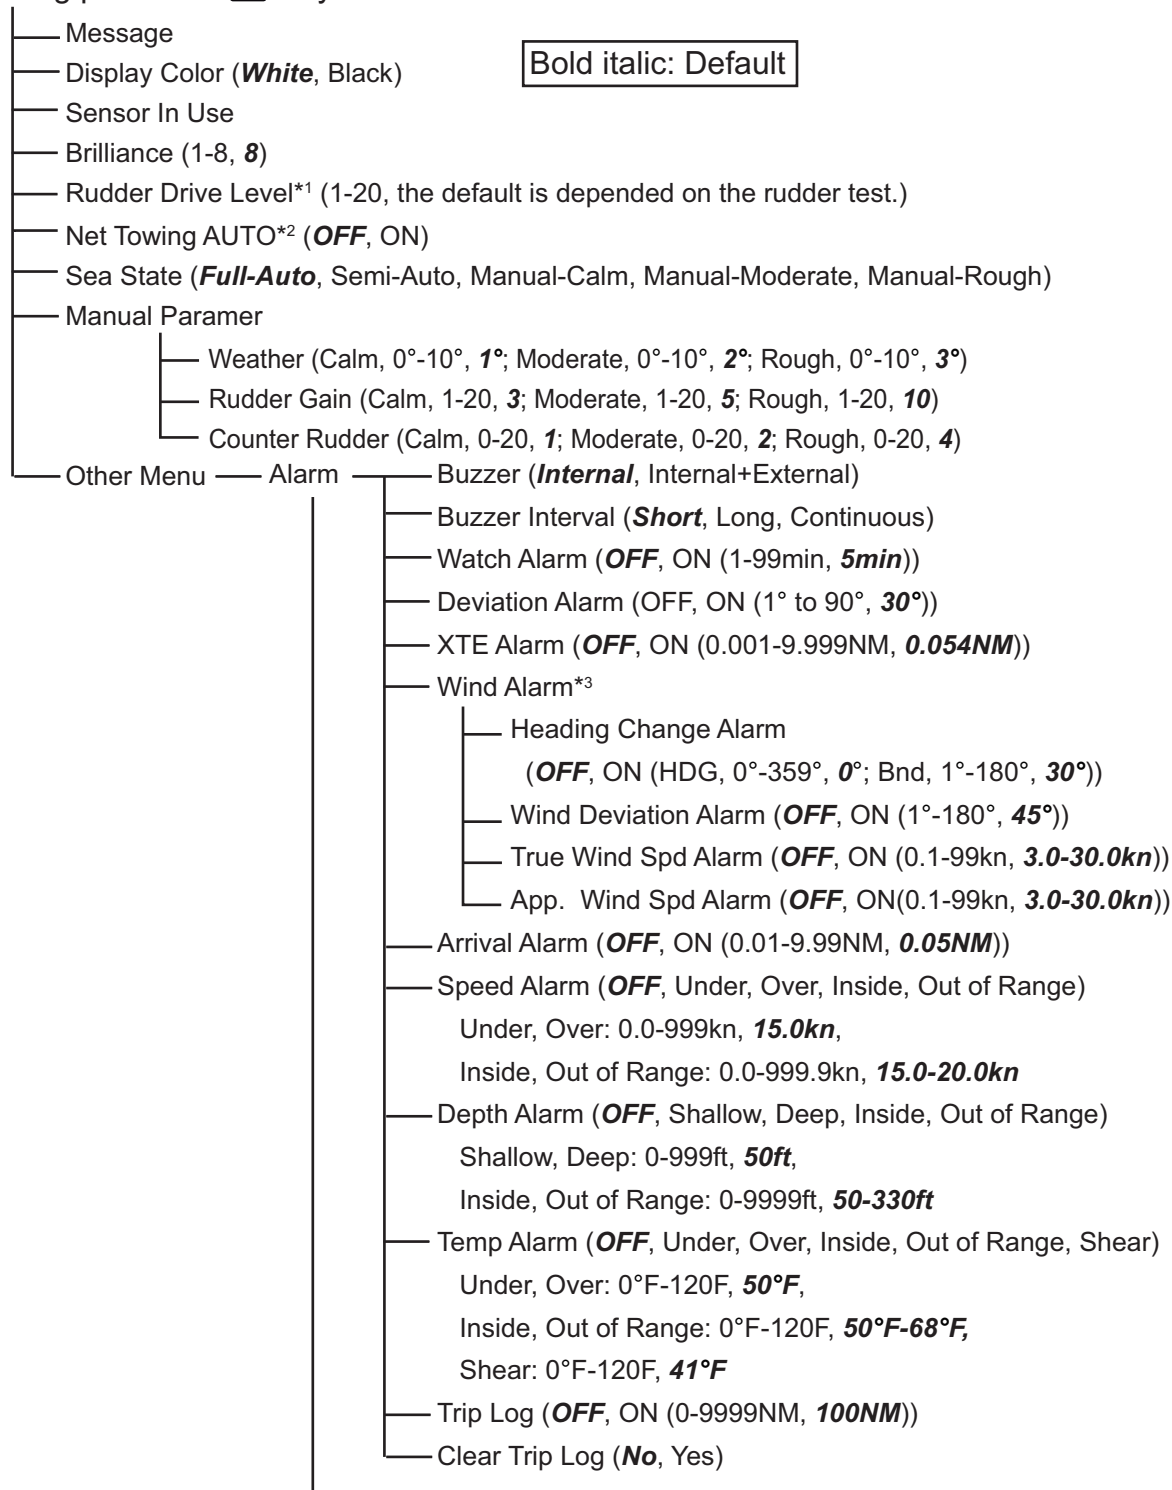 Message
Bold italic: Default
Display Color (White, Black)
Sensor In Use
Brilliance (1-8, 8)
Rudder Drive Level*1 (1-20, the default is depended on the rudder test.)
Net Towing AUTO*2 (OFF, ON)
Sea State (Full-Auto, Semi-Auto, Manual-Calm, Manual-Moderate, Manual-Rough)
Manual Paramer
Weather (Calm, 0°-10°, 1°; Moderate, 0°-10°, 2°; Rough, 0°-10°, 3°)
Rudder Gain (Calm, 1-20, 3; Moderate, 1-20, 5; Rough, 1-20, 10)
Counter Rudder (Calm, 0-20, 1; Moderate, 0-20, 2; Rough, 0-20, 4)
Other Menu Alarm Buzzer (Internal, Internal+External)
Buzzer Interval (Short, Long, Continuous)
Watch Alarm (OFF, ON (1-99min, 5min))
Deviation Alarm (OFF, ON (1° to 90°, 30°))
XTE Alarm (OFF, ON (0.001-9.999NM, 0.054NM))
Wind Alarm*3
Heading Change Alarm
(OFF, ON (HDG, 0°-359°, 0°; Bnd, 1°-180°, 30°))
Wind Deviation Alarm (OFF, ON (1°-180°, 45°))
True Wind Spd Alarm (OFF, ON (0.1-99kn, 3.0-30.0kn))
App. Wind Spd Alarm (OFF, ON(0.1-99kn, 3.0-30.0kn))
Arrival Alarm (OFF, ON (0.01-9.99NM, 0.05NM))
Speed Alarm (OFF, Under, Over, Inside, Out of Range)
Under, Over: 0.0-999kn, 15.0kn,
Inside, Out of Range: 0.0-999.9kn, 15.0-20.0kn
Depth Alarm (OFF, Shallow, Deep, Inside, Out of Range)
Shallow, Deep: 0-999ft, 50ft,
Inside, Out of Range: 0-9999ft, 50-330ft
Temp Alarm (OFF, Under, Over, Inside, Out of Range, Shear)
Under, Over: 0°F-120F, 50°F,
Inside, Out of Range: 0°F-120F, 50°F-68°F,
Shear: 0°F-120F, 41°F
Trip Log (OFF, ON (0-9999NM, 100NM))
Clear Trip Log (No, Yes)